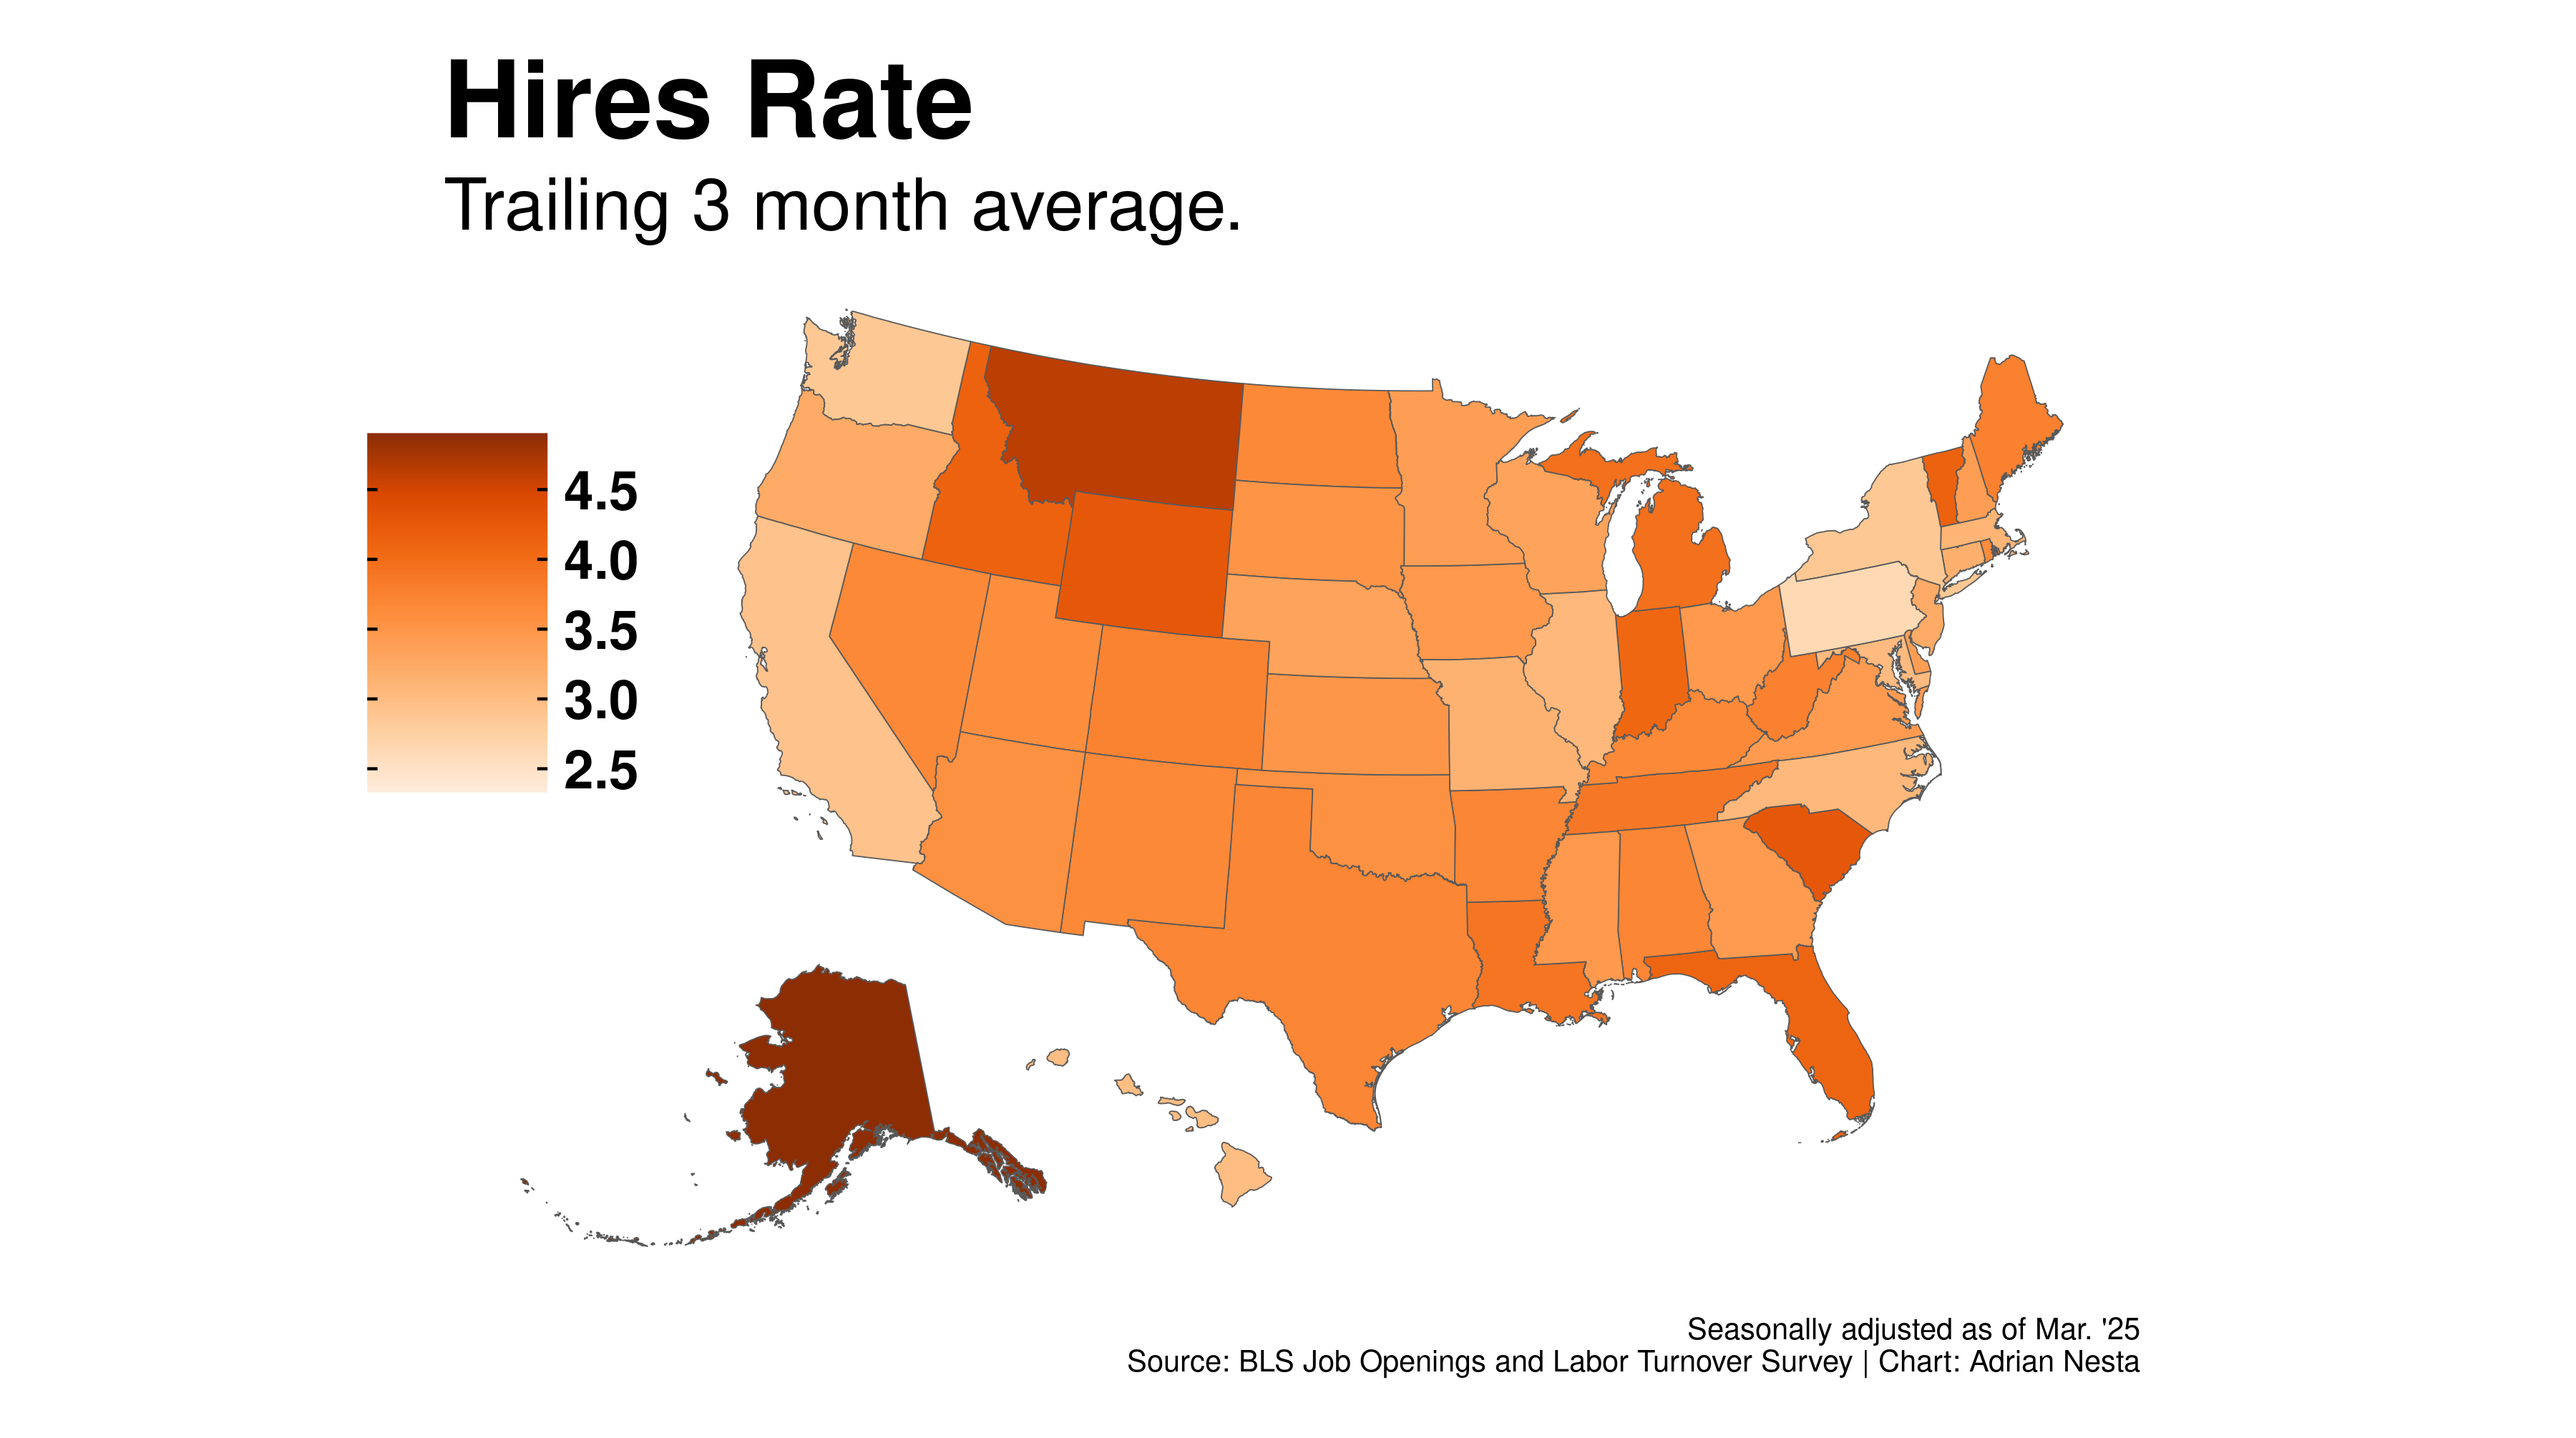 Hires Rate
Trailing 3 month average.
4.5
4.0
3.5
3.0
2.5
Seasonally adjusted as of Mar. '25
Source: BLS Job Openings and Labor Turnover Survey | Chart: Adrian Nesta